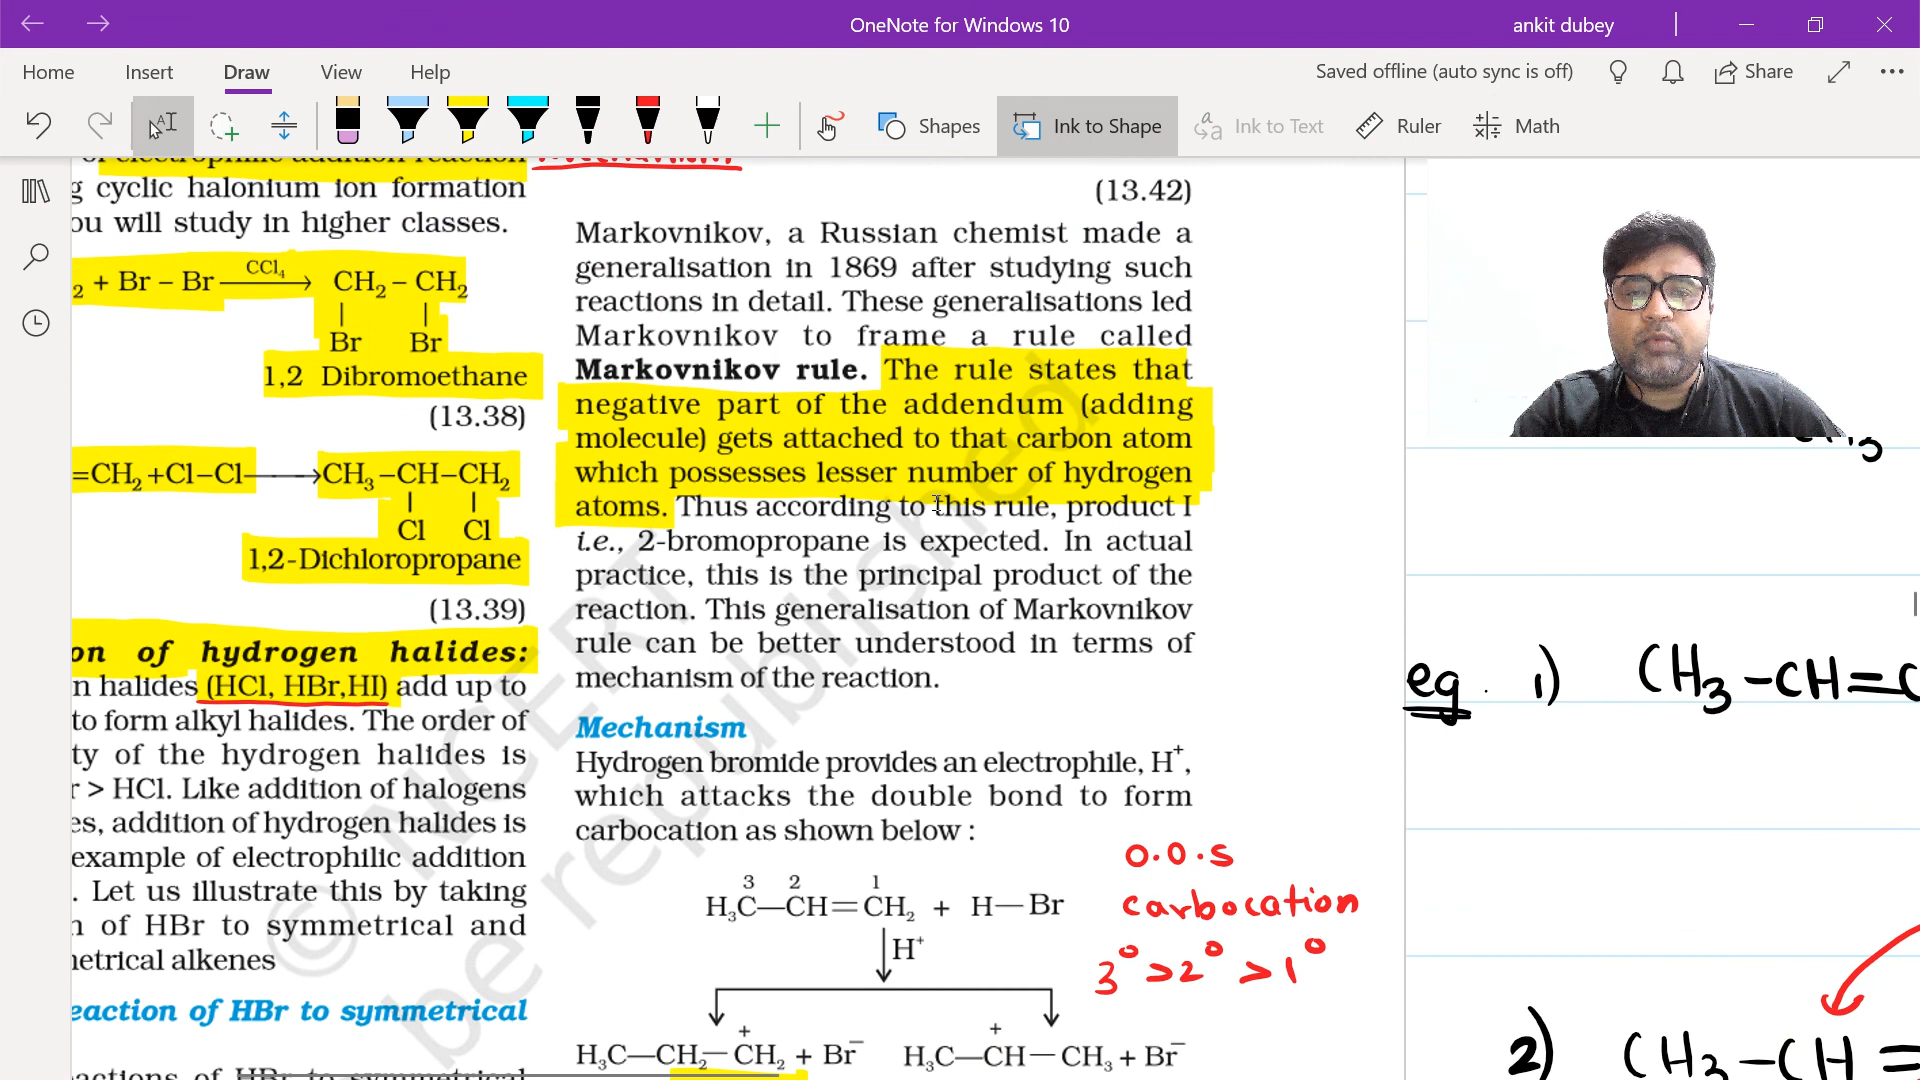 OneNote for Windows 10
ankit dubey
Home Insert Draw View Help
Saved offline (auto sync is off) Share
Shapes Ink to Shape Ink to Text Ruler Math
of electrophilic addition reaction
g cyclic halonium ion formation
ou will study in higher classes.
₂ + Br – Br CCl₄ ⟶ CH₂ – CH₂
| |
Br Br
1,2 Dibromoethane
(13.38)
=CH₂ +Cl–Cl⟶CH₃ –CH–CH₂
| |
Cl Cl
1,2-Dichloropropane
(13.39)
on of hydrogen halides:
n halides (HCl, HBr,HI) add up to
to form alkyl halides. The order of
ty of the hydrogen halides is
r > HCl. Like addition of halogens
es, addition of hydrogen halides is
example of electrophilic addition
. Let us illustrate this by taking
n of HBr to symmetrical and
netrical alkenes
eaction of HBr to symmetrical
actions of HBr to symmetrical
(13.42)
Markovnikov, a Russian chemist made a
generalisation in 1869 after studying such
reactions in detail. These generalisations led
Markovnikov to frame a rule called
Markovnikov rule. The rule states that
negative part of the addendum (adding
molecule) gets attached to that carbon atom
which possesses lesser number of hydrogen
atoms. Thus according to this rule, product I
i.e., 2-bromopropane is expected. In actual
practice, this is the principal product of the
reaction. This generalisation of Markovnikov
rule can be better understood in terms of
mechanism of the reaction.
Mechanism
Hydrogen bromide provides an electrophile, H⁺,
which attacks the double bond to form
carbocation as shown below :
3 2 1
H₃C—CH=CH₂ + H—Br
H⁺
+ +
H₃C—CH₂—CH₂ + Br⁻ H₃C—CH—CH₃ + Br⁻
O.O.S
carbocation
3° >2° >1°
© NCERT
be republished
eg. 1) CH₃-CH=C
2) CH₃-CH=